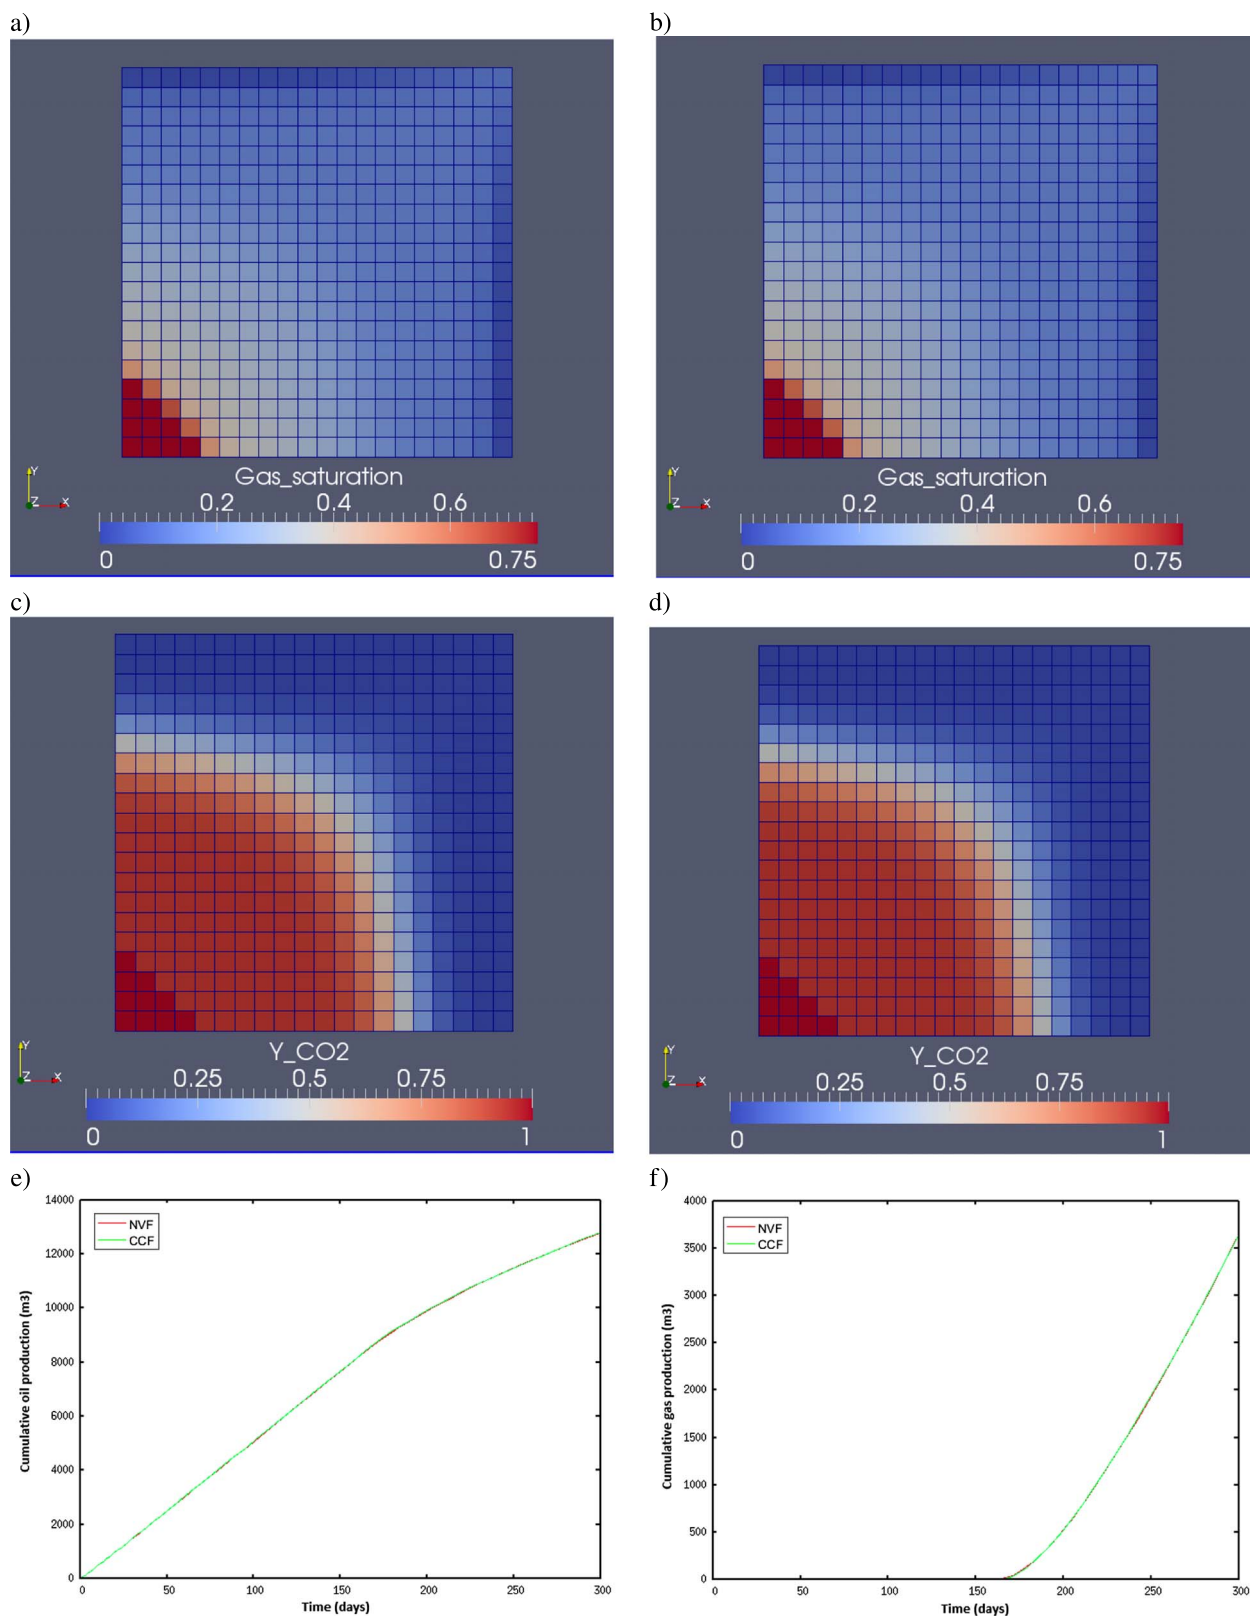 a)
b)
Gas_saturation
0.2 0.4 0.6
0 0.75
Y
Z X
Gas_saturation
0.2 0.4 0.6
0 0.75
Y
Z X
c)
d)
Y_CO2
0.25 0.5 0.75
0 1
Y
Z X
Y_CO2
0.25 0.5 0.75
0 1
Y
Z X
e)
14000
12000
10000
8000
6000
4000
2000
0
NVF
CCF
Cumulative oil production (m3)
0 50 100 150 200 250 300
Time (days)
f)
4000
3500
3000
2500
2000
1500
1000
500
0
NVF
CCF
Cumulative gas production (m3)
0 50 100 150 200 250 300
Time (days)